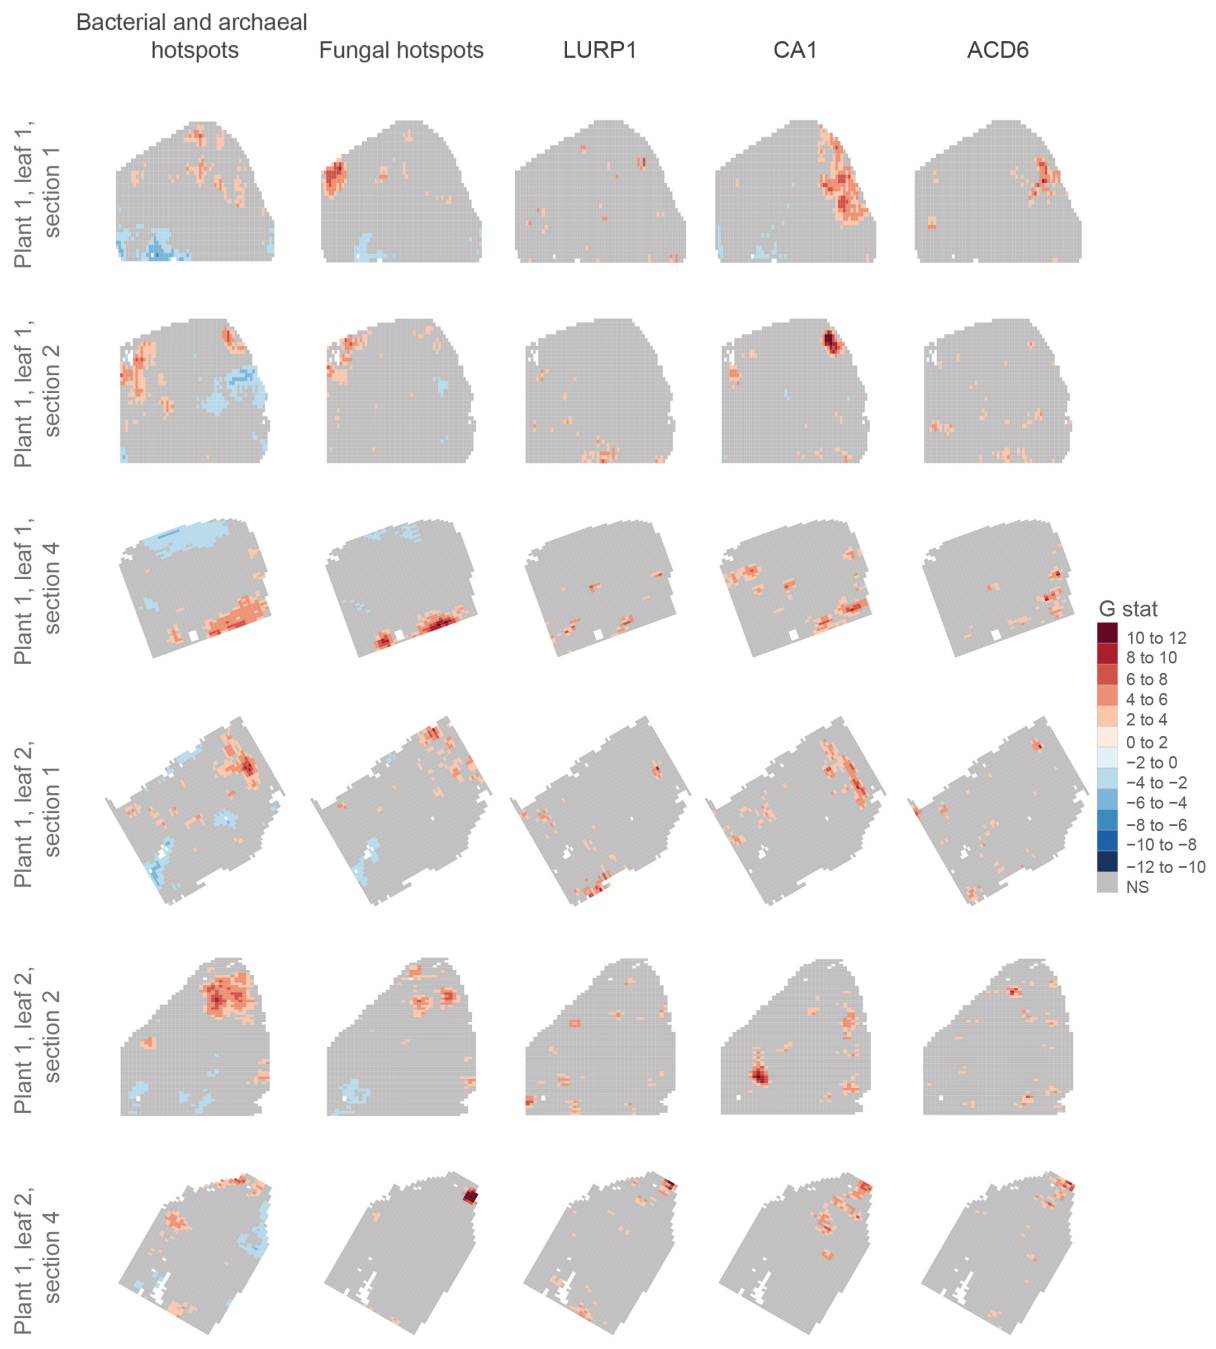 Bacterial and archaeal
hotspots
Fungal hotspots
LURP1
CA1
ACD6
Plant 1, leaf 1,
section 1
Plant 1, leaf 1,
section 2
Plant 1, leaf 1,
section 4
Plant 1, leaf 2,
section 1
Plant 1, leaf 2,
section 2
Plant 1, leaf 2,
section 4
G stat
10 to 12
8 to 10
6 to 8
4 to 6
2 to 4
0 to 2
−2 to 0
−4 to −2
−6 to −4
−8 to −6
−10 to −8
−12 to −10
NS